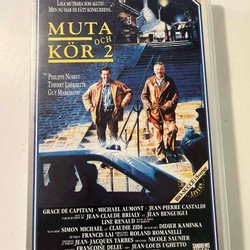 LIKA MUTBARA SOM ALLTID.
MEN NU HAR DE FÅTT KONKURRENS.
MUTA
OCH
KÖR 2
PHILIPPE NOIRET
THIERRY LHERMITTE
GUY MARCHAND
GRACE DE CAPITANI · MICHAEL AUMONT · JEAN-PIERRE CASTALDI
JEAN-CLAUDE BRIALY JEAN BENGUIGUI
LINE RENAUD
SIMON MICHAEL CLAUDE ZIDI DIDIER KAMINKA
FRANCIS LAI ROLAND ROMANELLI
JEAN-JACQUES TARBES NICOLE SAUNIER
FRANÇOISE DELEU JEAN-LOUIS UGHETTO